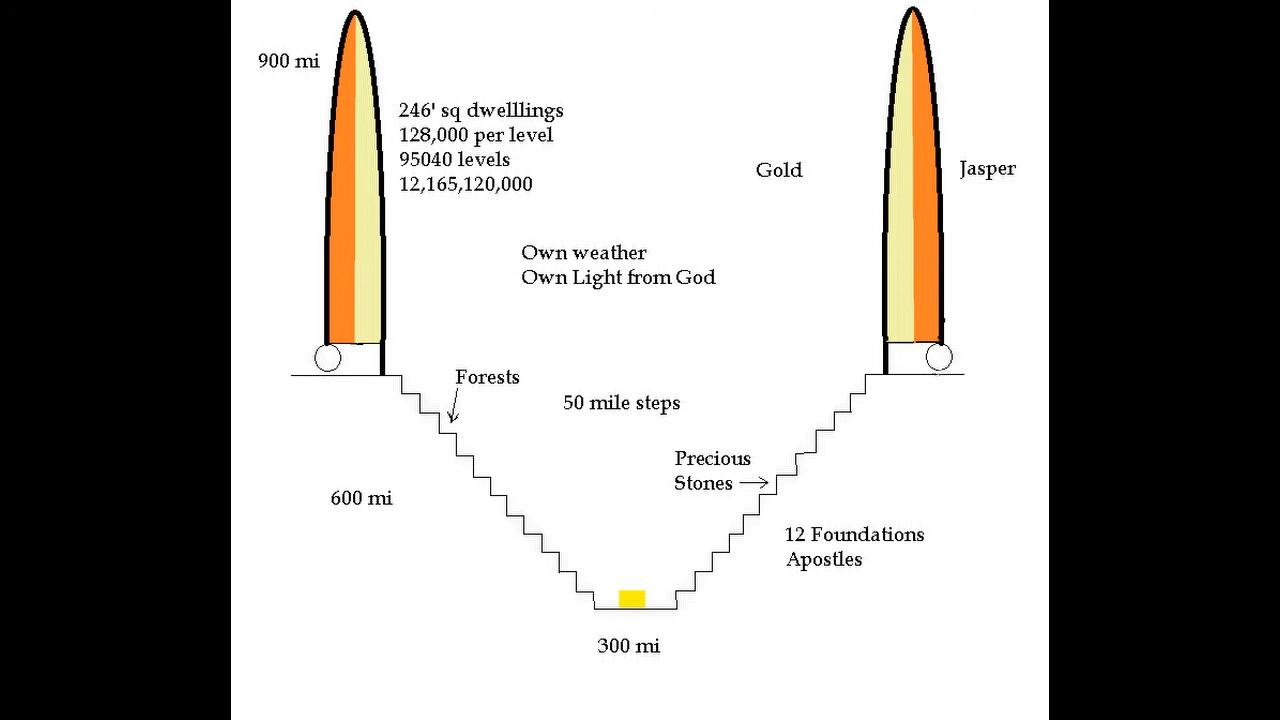 900 mi
246' sq dwelllings
128,000 per level
95040 levels
12,165,120,000
Gold
Jasper
Own weather
Own Light from God
Forests
50 mile steps
Precious
Stones
600 mi
12 Foundations
Apostles
300 mi